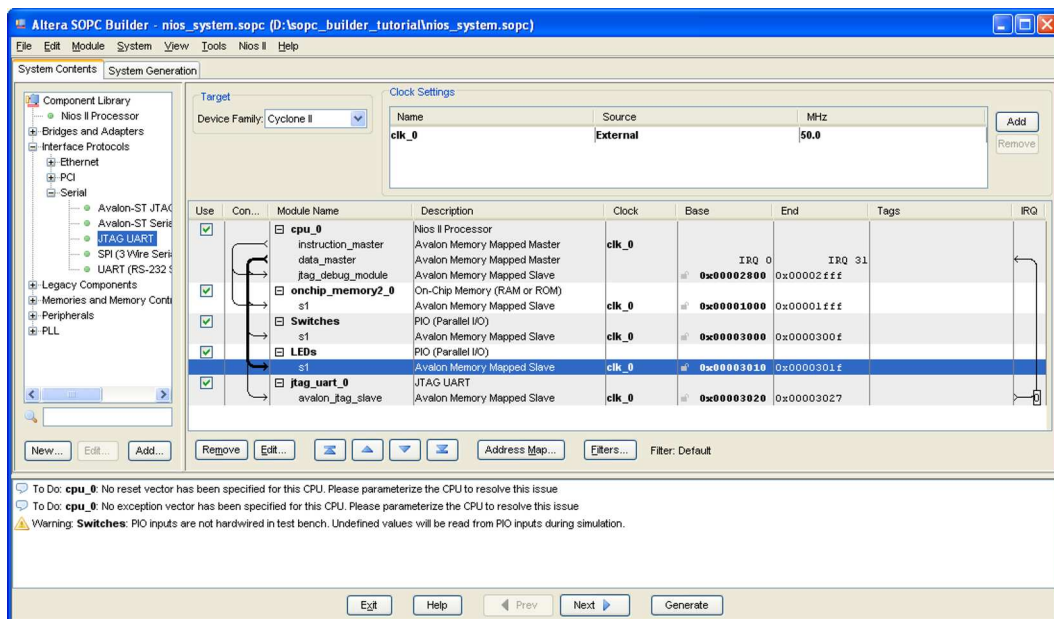 Altera SOPC Builder - nios_system.sopc (D:\sopc_builder_tutorial\nios_system.sopc)
File Edit Module System View Tools Nios II Help
System Contents System Generation
Component Library
Nios II Processor
Bridges and Adapters
Interface Protocols
Ethernet
PCI
Serial
Avalon-ST JTAG
Avalon-ST Seria
JTAG UART
SPI (3 Wire Seri
UART (RS-232 S
Legacy Components
Memories and Memory Contr
Peripherals
PLL
New... Edit... Add...
Target
Device Family: Cyclone II
Clock Settings
Name Source MHz
clk_0 External 50.0
Add
Remove
Use Con... Module Name Description Clock Base End Tags IRQ
cpu_0 Nios II Processor
instruction_master Avalon Memory Mapped Master clk_0
data_master Avalon Memory Mapped Master IRQ 0 IRQ 31
jtag_debug_module Avalon Memory Mapped Slave 0x00002800 0x00002fff
onchip_memory2_0 On-Chip Memory (RAM or ROM)
s1 Avalon Memory Mapped Slave clk_0 0x00001000 0x00001fff
Switches PIO (Parallel I/O)
s1 Avalon Memory Mapped Slave clk_0 0x00003000 0x0000300f
LEDs PIO (Parallel I/O)
s1 Avalon Memory Mapped Slave clk_0 0x00003010 0x0000301f
jtag_uart_0 JTAG UART
avalon_jtag_slave Avalon Memory Mapped Slave clk_0 0x00003020 0x00003027 0
Remove Edit... Address Map... Filters... Filter: Default
To Do: cpu_0: No reset vector has been specified for this CPU. Please parameterize the CPU to resolve this issue
To Do: cpu_0: No exception vector has been specified for this CPU. Please parameterize the CPU to resolve this issue
Warning: Switches: PIO inputs are not hardwired in test bench. Undefined values will be read from PIO inputs during simulation.
Exit Help Prev Next Generate